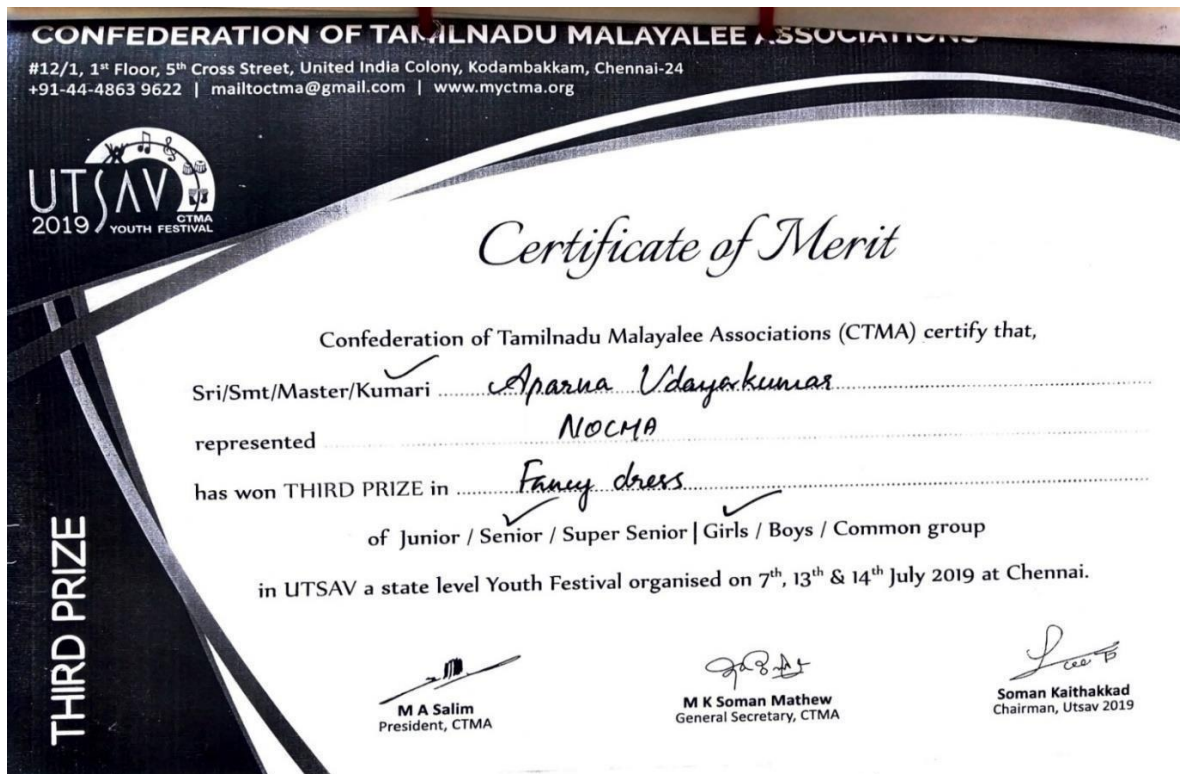 CONFEDERATION OF TAMILNADU MALAYALEE ASSOCIATIONS
#12/1, 1st Floor, 5th Cross Street, United India Colony, Kodambakkam, Chennai-24
+91-44-4863 9622 | mailtoctma@gmail.com | www.myctma.org
UTSAV
2019 CTMA
YOUTH FESTIVAL
Certificate of Merit
Confederation of Tamilnadu Malayalee Associations (CTMA) certify that,
Sri/Smt/Master/Kumari Aparna Udayakumar
represented NOCMA
has won THIRD PRIZE in Fancy dress
of Junior / Senior / Super Senior | Girls / Boys / Common group
in UTSAV a state level Youth Festival organised on 7th, 13th & 14th July 2019 at Chennai.
THIRD PRIZE
M A Salim
President, CTMA
M K Soman Mathew
General Secretary, CTMA
Soman Kaithakkad
Chairman, Utsav 2019